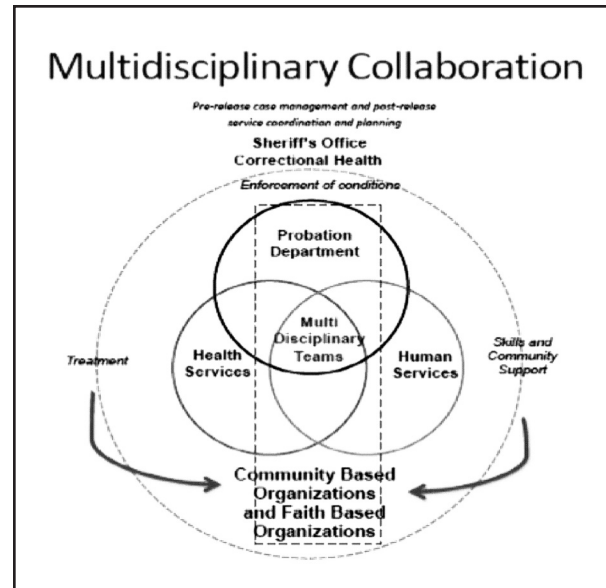 Multidisciplinary Collaboration
Pre-release case management and post-release
service coordination and planning
Sheriff's Office
Correctional Health
Enforcement of conditions
Probation
Department
Multi
Disciplinary
Teams
Health
Services
Human
Services
Treatment
Skills and
Community
Support
Community Based
Organizations
and Faith Based
Organizations